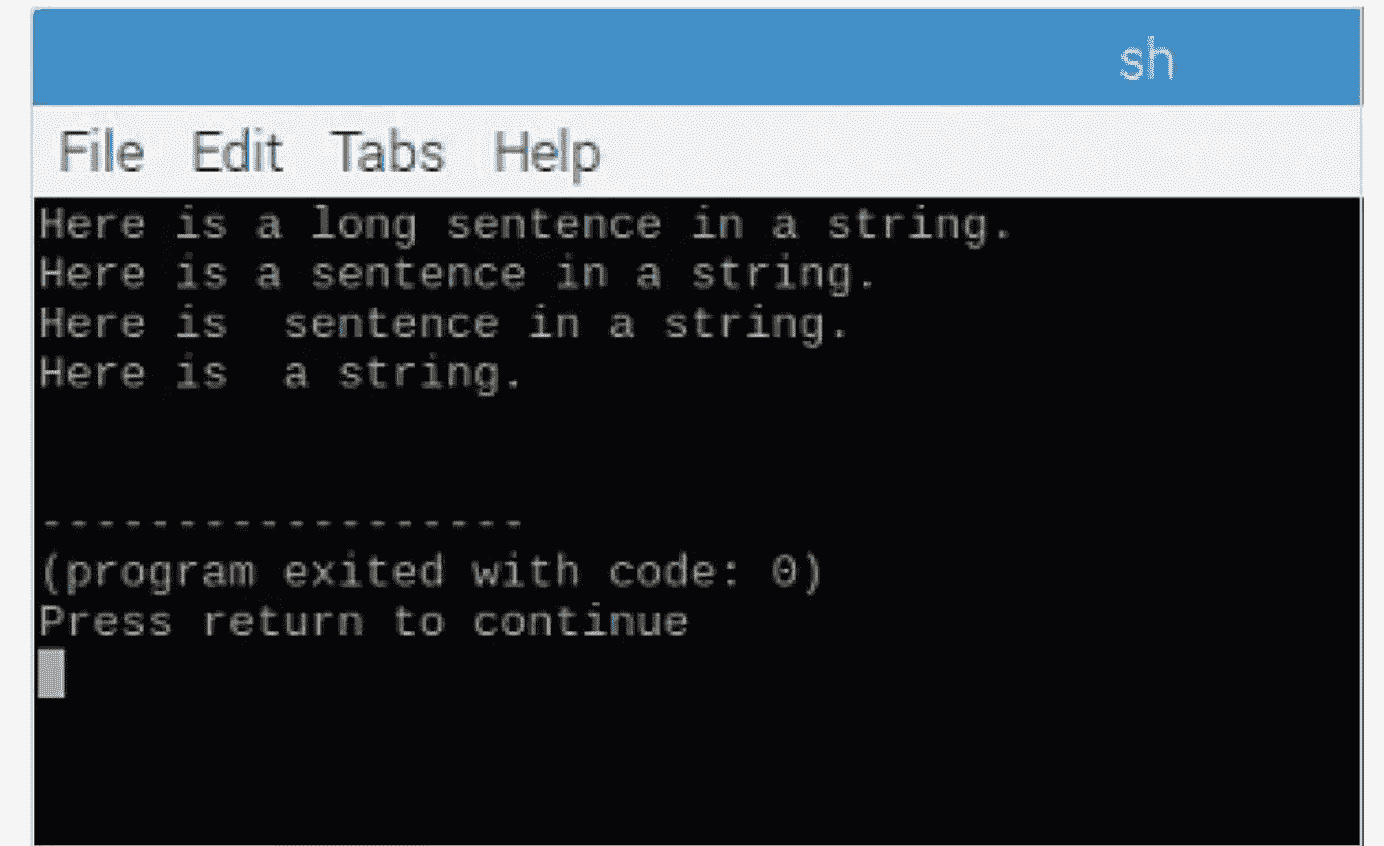 sh
File Edit Tabs Help
Here is a long sentence in a string.
Here is a sentence in a string.
Here is  sentence in a string.
Here is  a string.
------------------
(program exited with code: 0)
Press return to continue